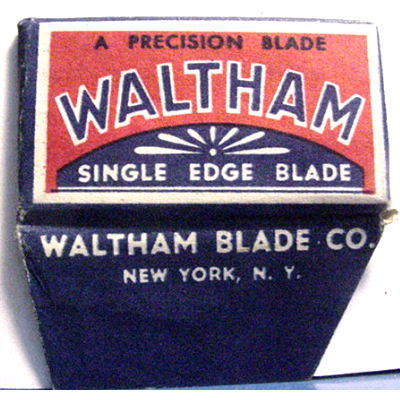 A PRECISION BLADE
WALTHAM
SINGLE EDGE BLADE
WALTHAM BLADE CO.
NEW YORK, N. Y.